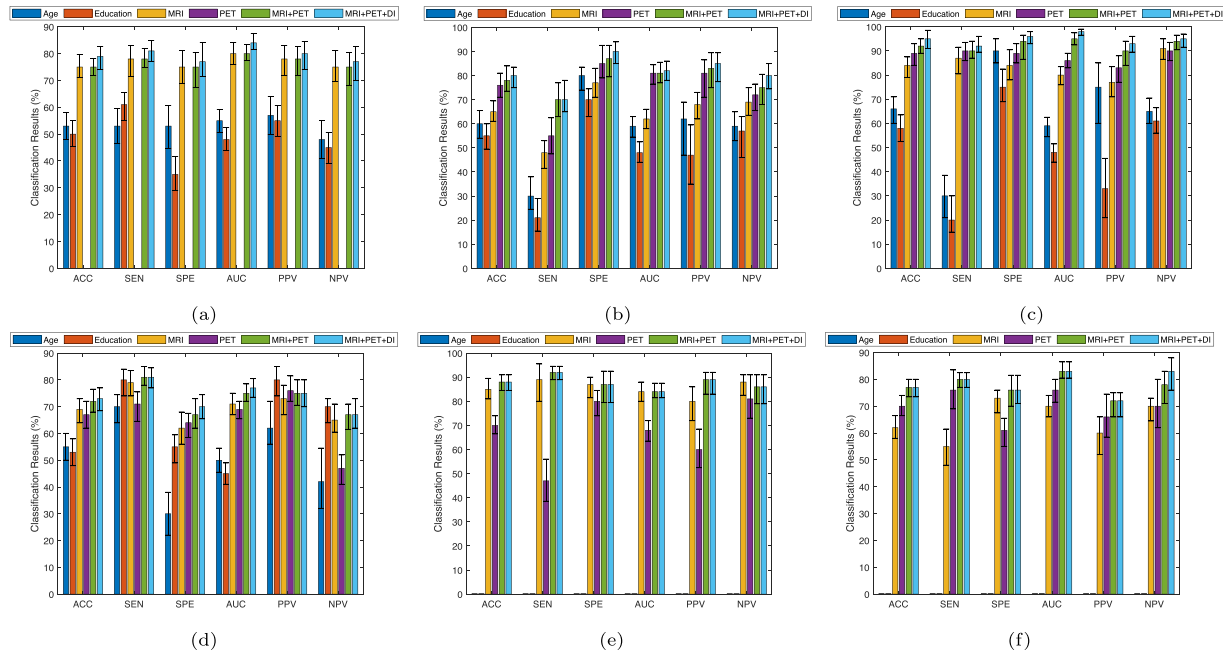 Age Education MRI PET MRI+PET MRI+PET+DI
90
80
70
60
50
40
30
20
10
0
Classification Results (%)
ACC SEN SPE AUC PPV NPV
(a)
Age Education MRI PET MRI+PET MRI+PET+DI
100
90
80
70
60
50
40
30
20
10
0
Classification Results (%)
ACC SEN SPE AUC PPV NPV
(b)
Age Education MRI PET MRI+PET MRI+PET+DI
100
90
80
70
60
50
40
30
20
10
0
Classification Results (%)
ACC SEN SPE AUC PPV NPV
(c)
Age Education MRI PET MRI+PET MRI+PET+DI
90
80
70
60
50
40
30
20
10
0
Classification Results (%)
ACC SEN SPE AUC PPV NPV
(d)
Age Education MRI PET MRI+PET MRI+PET+DI
100
90
80
70
60
50
40
30
20
10
0
Classification Results (%)
ACC SEN SPE AUC PPV NPV
(e)
Age Education MRI PET MRI+PET MRI+PET+DI
90
80
70
60
50
40
30
20
10
0
Classification Results (%)
ACC SEN SPE AUC PPV NPV
(f)